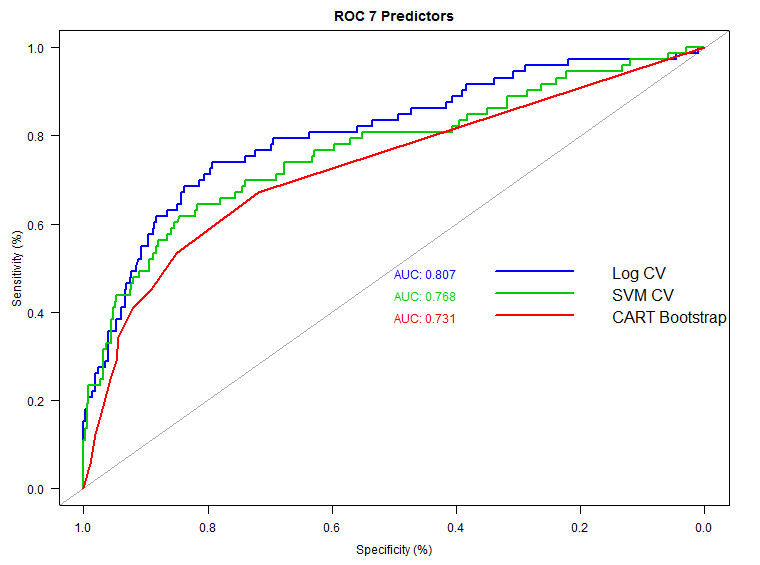 ROC 7 Predictors
1.0
0.8
0.6
0.4
0.2
0.0
Sensitivity (%)
AUC: 0.807 Log CV
AUC: 0.768 SVM CV
AUC: 0.731 CART Bootstrap
1.0 0.8 0.6 0.4 0.2 0.0
Specificity (%)